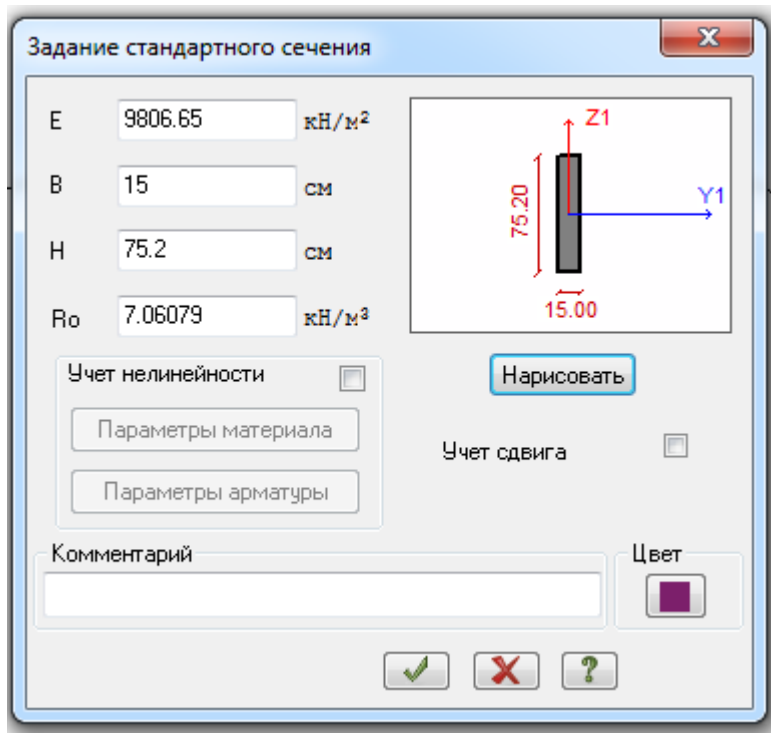 Задание стандартного сечения
E 9806.65 кН/м²
B 15 см
H 75.2 см
Ro 7.06079 кН/м³
Z1
Y1
75.20
15.00
Учет нелинейности
Нарисовать
Параметры материала
Учет сдвига
Параметры арматуры
Комментарий
Цвет
?